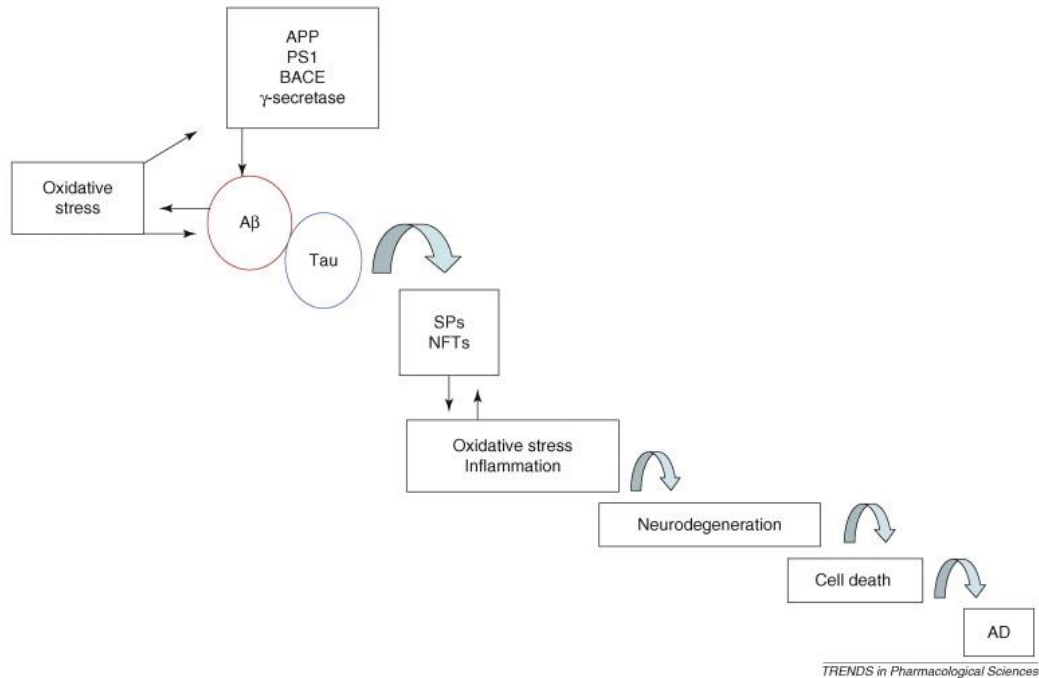 APP
PS1
BACE
γ-secretase
Oxidative
stress
Aβ
Tau
SPs
NFTs
Oxidative stress
Inflammation
Neurodegeneration
Cell death
AD
TRENDS in Pharmacological Sciences